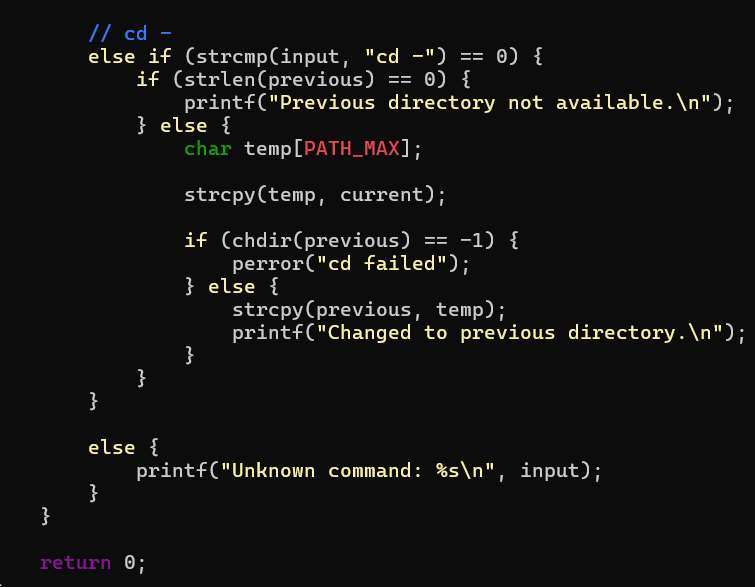 // cd -
else if (strcmp(input, "cd -") == 0) {
if (strlen(previous) == 0) {
printf("Previous directory not available.\n");
} else {
char temp[PATH_MAX];
strcpy(temp, current);
if (chdir(previous) == -1) {
perror("cd failed");
} else {
strcpy(previous, temp);
printf("Changed to previous directory.\n");
}
}
}
else {
printf("Unknown command: %s\n", input);
}
}
return 0;